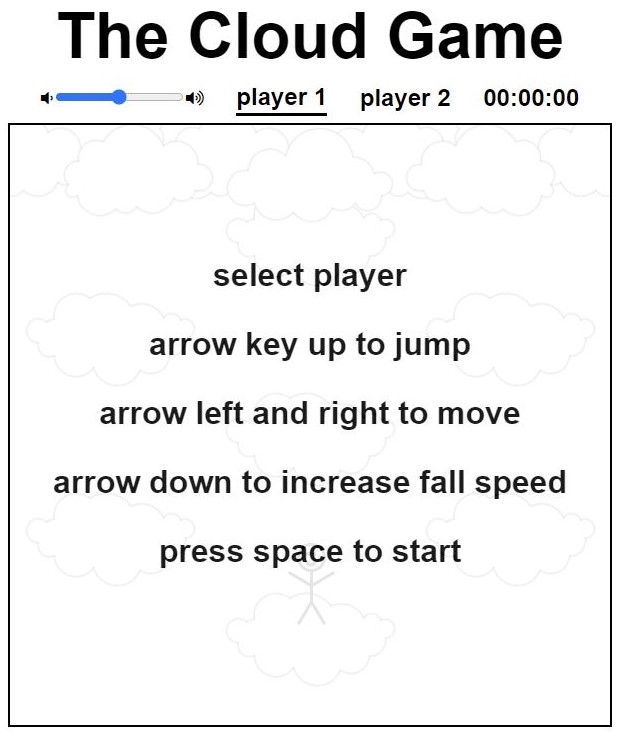 The Cloud Game
player 1 player 2 00:00:00
select player
arrow key up to jump
arrow left and right to move
arrow down to increase fall speed
press space to start